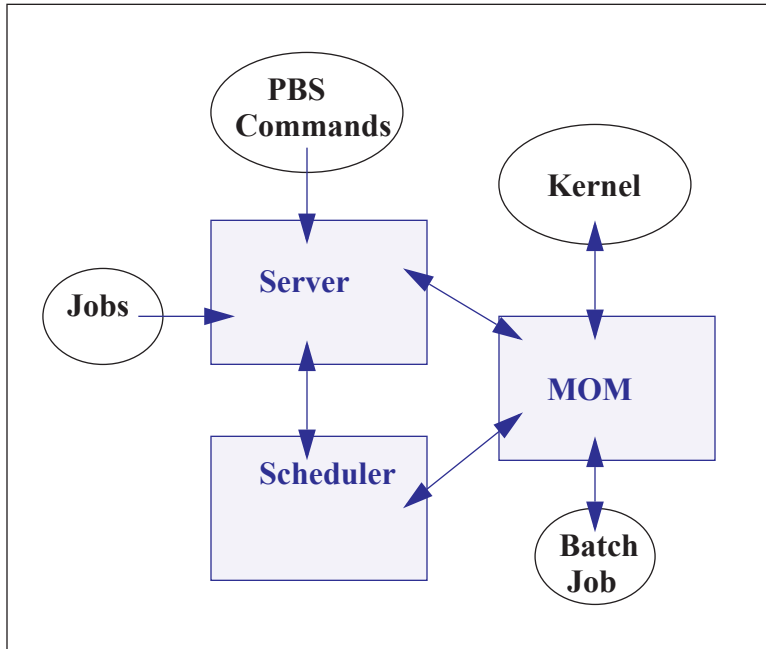 PBS
Commands
Kernel
Server
Jobs
MOM
Scheduler
Batch
Job